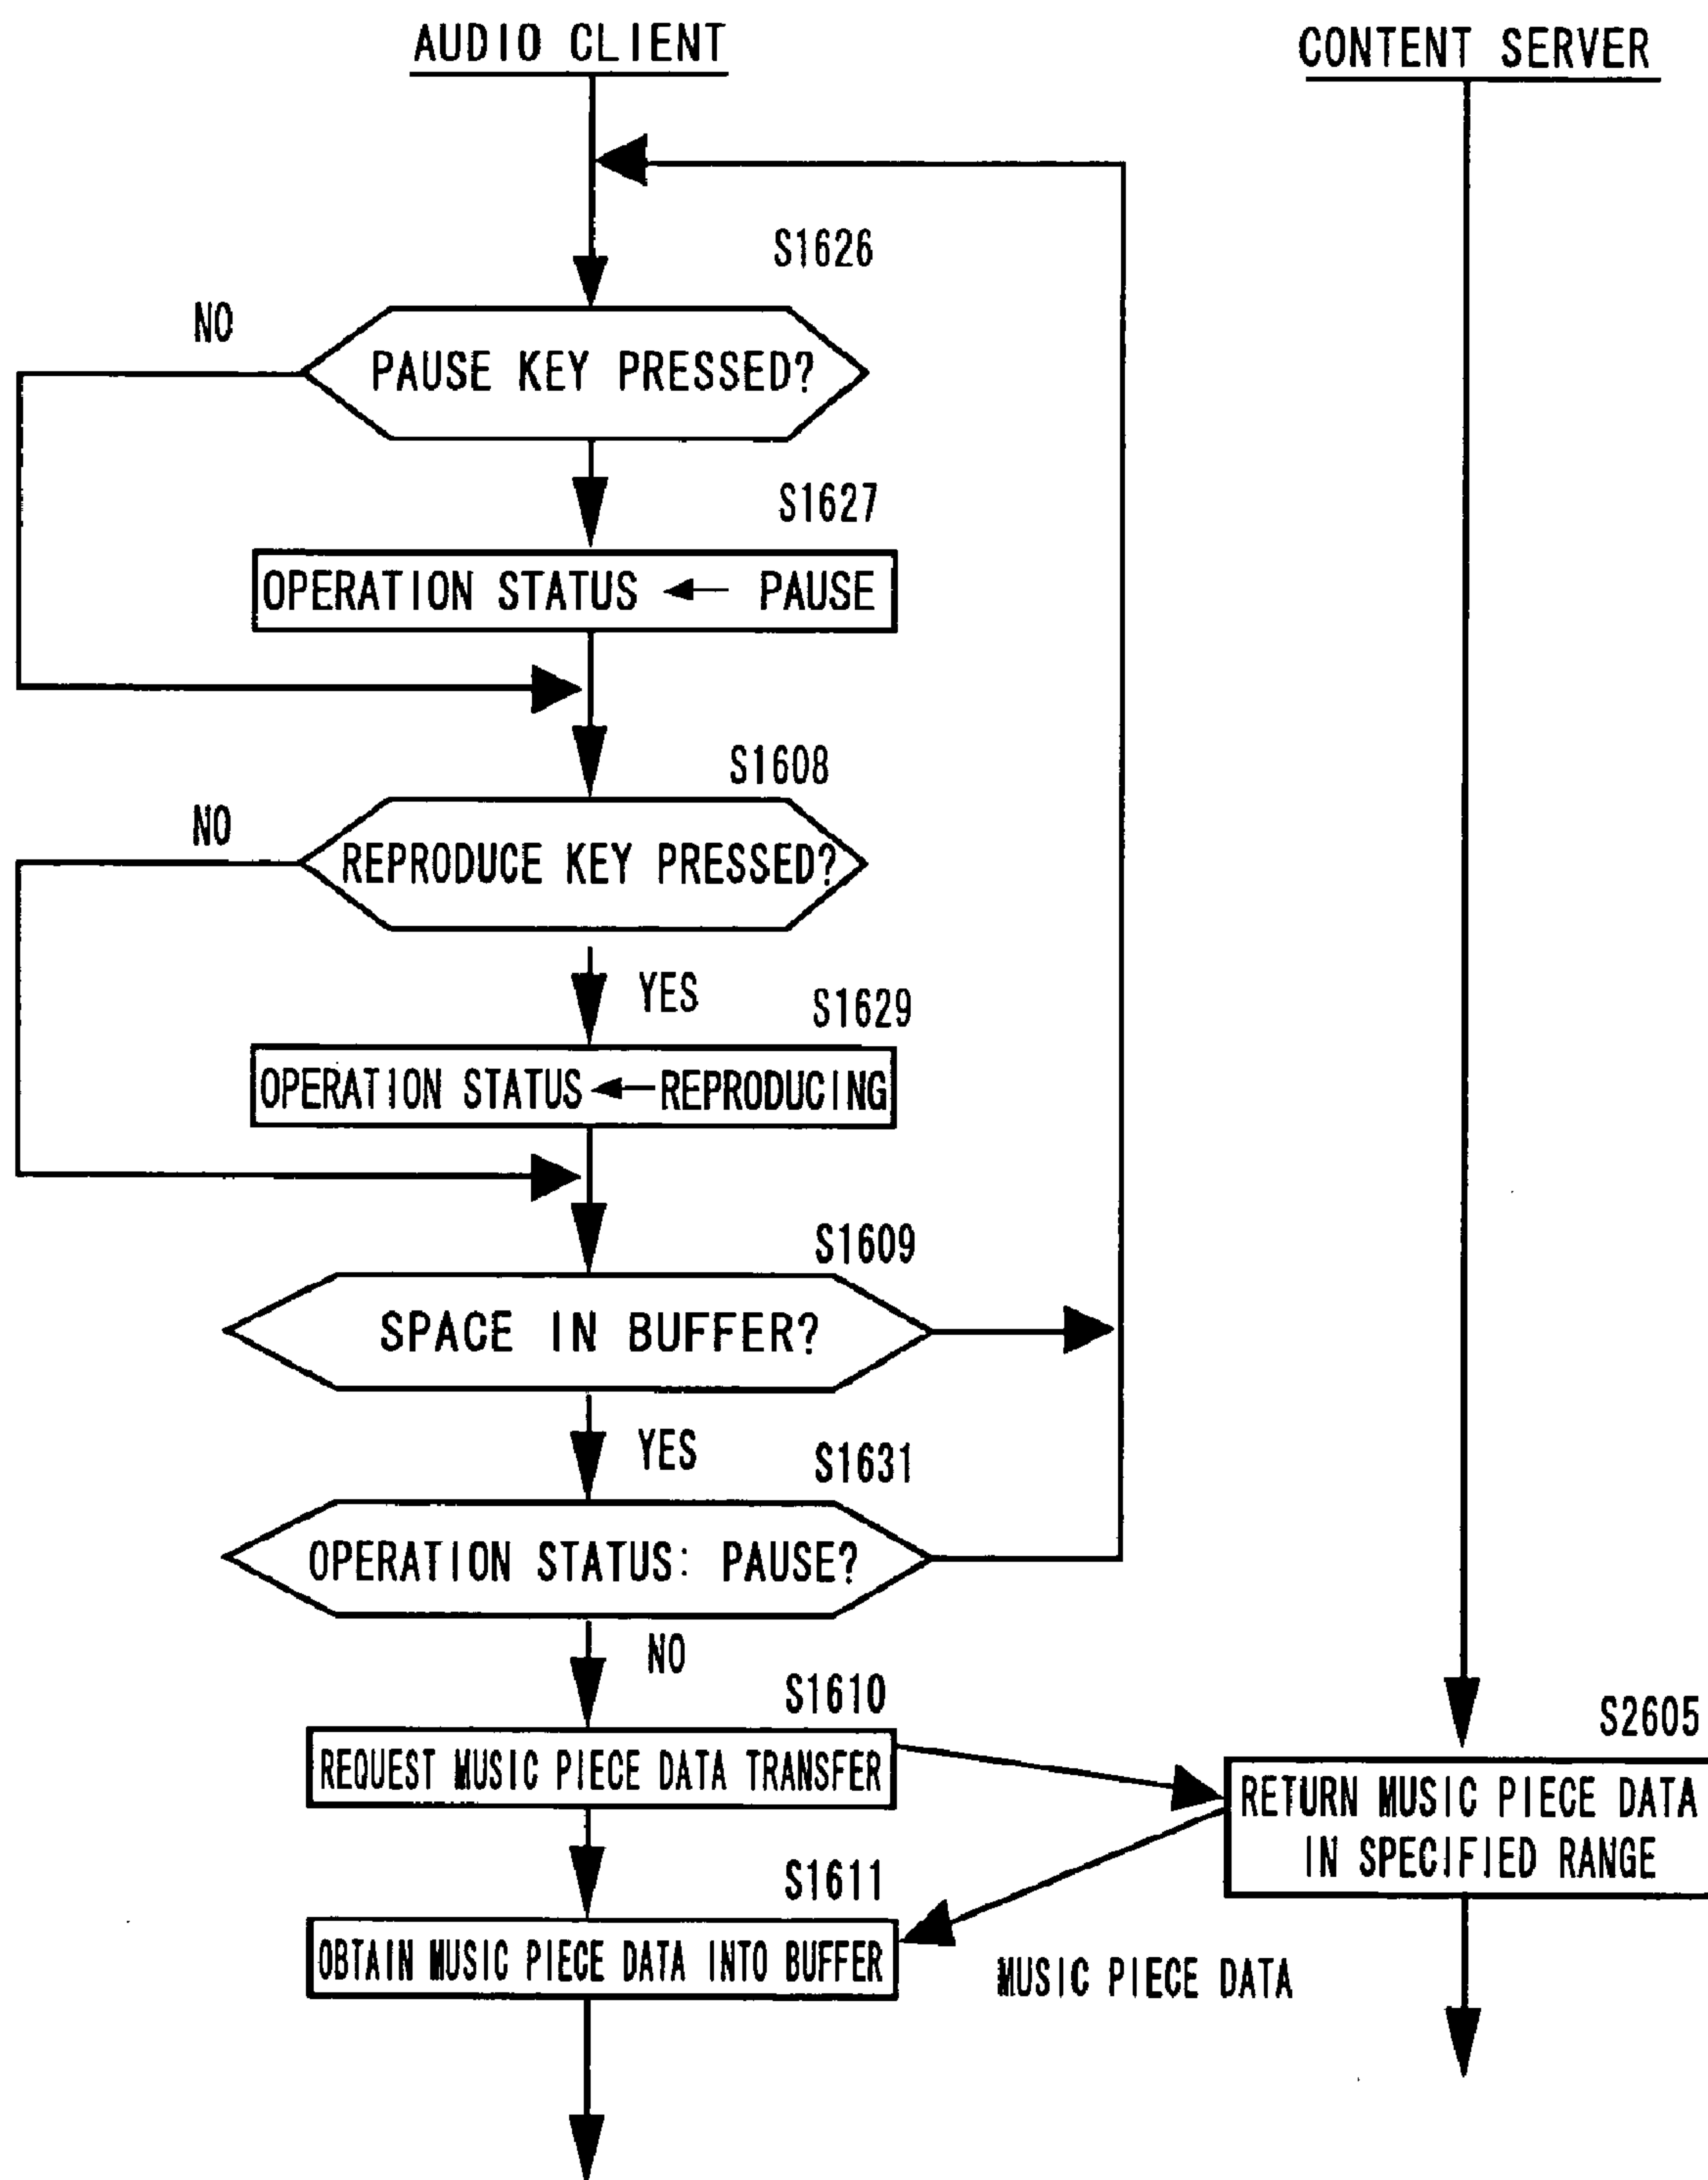 AUDIO CLIENT
CONTENT SERVER
S1626
NO
PAUSE KEY PRESSED?
S1627
OPERATION STATUS ← PAUSE
S1608
NO
REPRODUCE KEY PRESSED?
YES
S1629
OPERATION STATUS ← REPRODUCING
S1609
SPACE IN BUFFER?
YES
S1631
OPERATION STATUS: PAUSE?
NO
S1610
REQUEST MUSIC PIECE DATA TRANSFER
S2605
RETURN MUSIC PIECE DATA
IN SPECIFIED RANGE
S1611
OBTAIN MUSIC PIECE DATA INTO BUFFER
MUSIC PIECE DATA